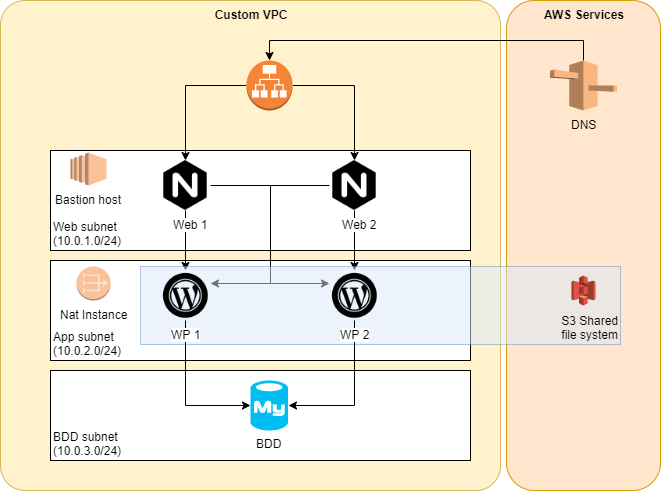 Custom VPC
AWS Services
DNS
Bastion host
Web 1
Web 2
Web subnet
(10.0.1.0/24)
Nat Instance
App subnet
(10.0.2.0/24)
WP 1
WP 2
S3 Shared
file system
My
BDD
BDD subnet
(10.0.3.0/24)